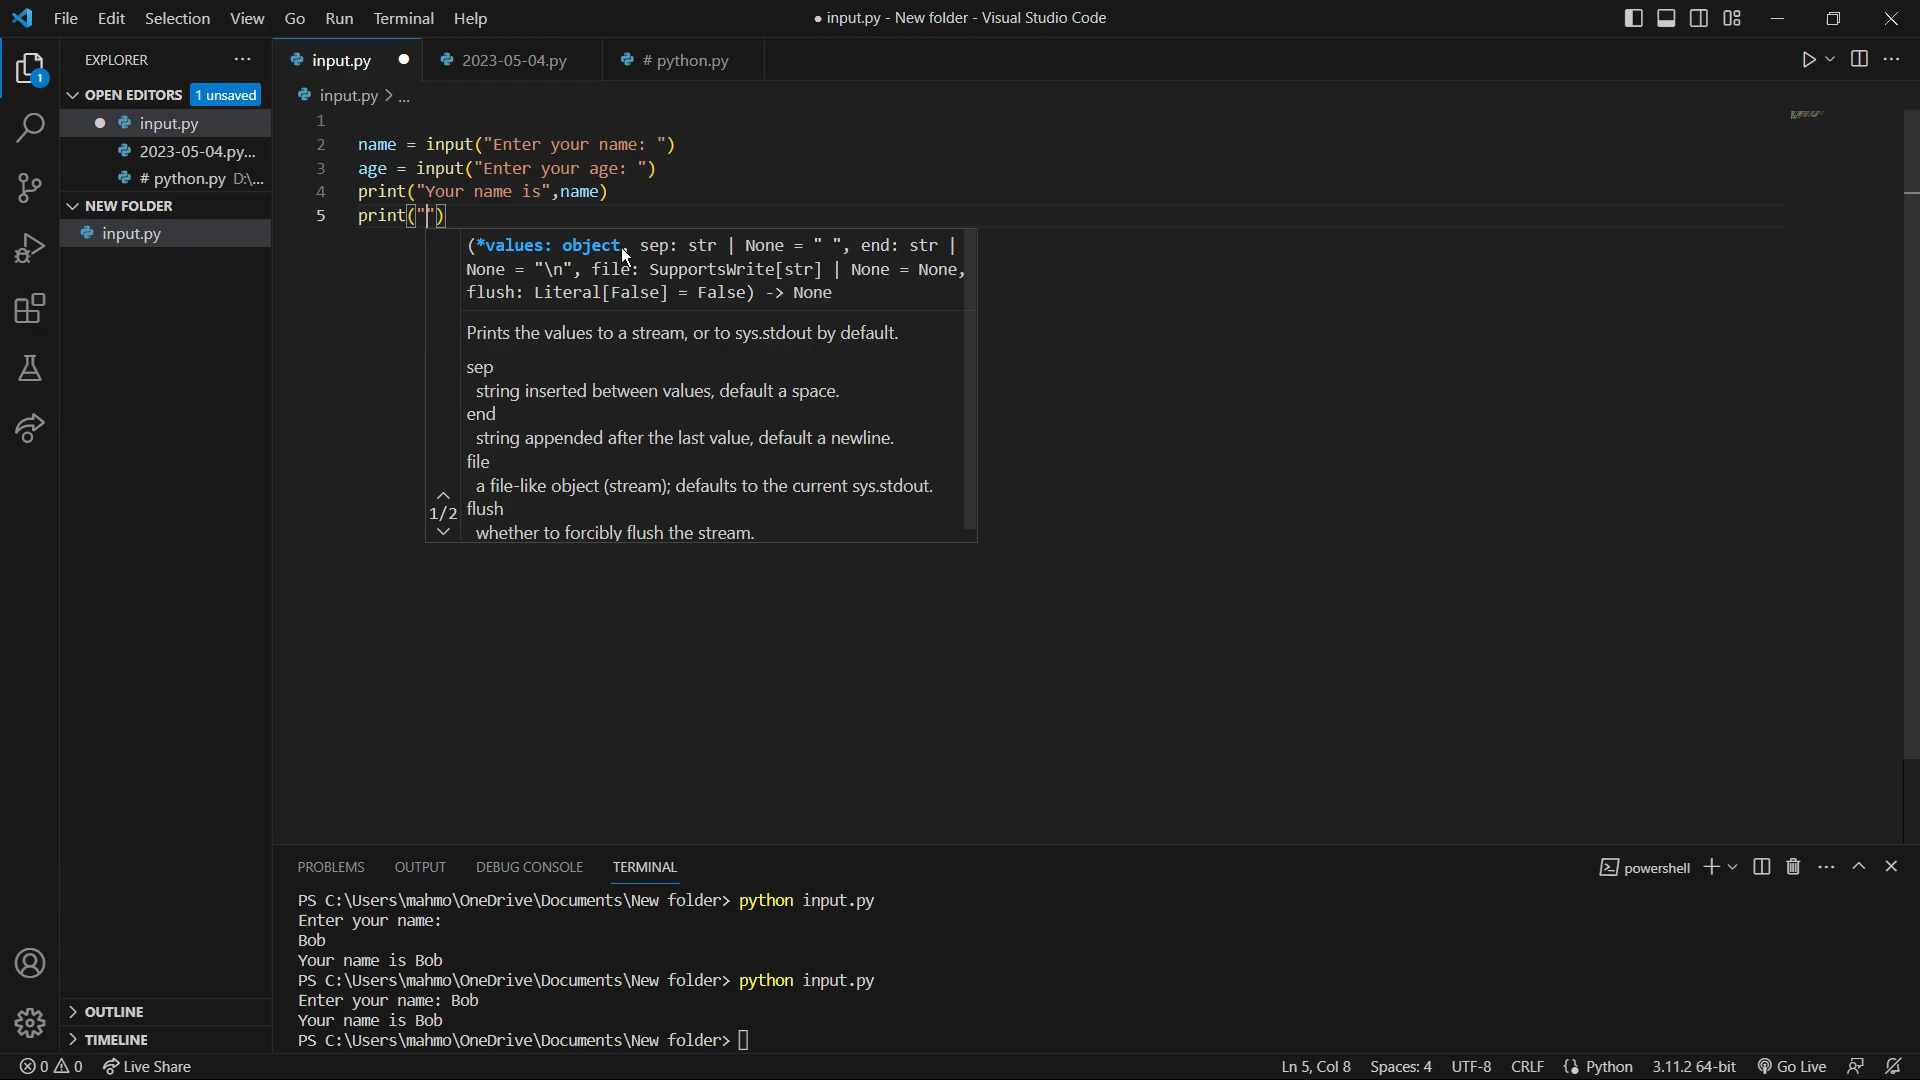 File Edit Selection View Go Run Terminal Help
● input.py - New folder - Visual Studio Code
EXPLORER
input.py
2023-05-04.py
# python.py
OPEN EDITORS 1 unsaved
input.py > ...
input.py
2023-05-04.py...
# python.py D:\...
NEW FOLDER
input.py
1
1
2 name = input("Enter your name: ")
3 age = input("Enter your age: ")
4 print("Your name is",name)
5 print("")
(*values: object, sep: str | None = " ", end: str |
None = "\n", file: SupportsWrite[str] | None = None,
flush: Literal[False] = False) -> None
Prints the values to a stream, or to sys.stdout by default.
sep
string inserted between values, default a space.
end
string appended after the last value, default a newline.
file
a file-like object (stream); defaults to the current sys.stdout.
1/2
flush
whether to forcibly flush the stream.
PROBLEMS OUTPUT DEBUG CONSOLE TERMINAL
powershell
PS C:\Users\mahmo\OneDrive\Documents\New folder> python input.py
Enter your name:
Bob
Your name is Bob
PS C:\Users\mahmo\OneDrive\Documents\New folder> python input.py
Enter your name: Bob
Your name is Bob
PS C:\Users\mahmo\OneDrive\Documents\New folder>
OUTLINE
TIMELINE
0 0 Live Share
Ln 5, Col 8 Spaces: 4 UTF-8 CRLF Python 3.11.2 64-bit Go Live